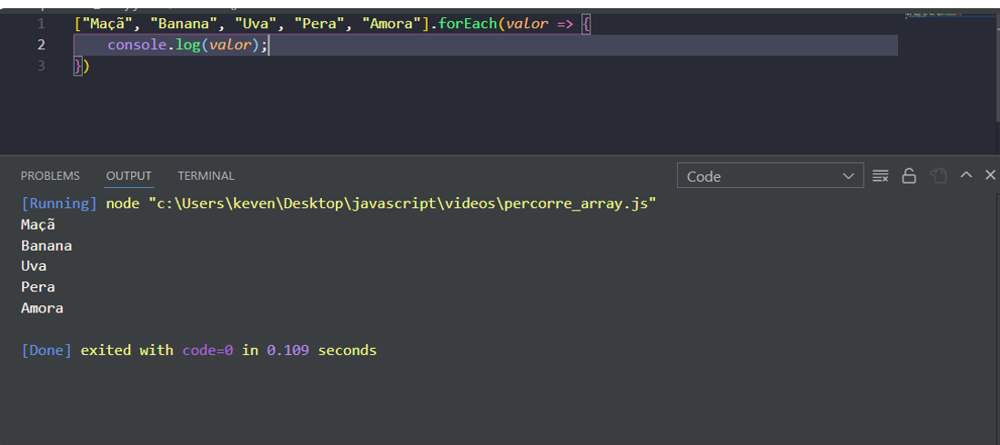 1 ["Maçã", "Banana", "Uva", "Pera", "Amora"].forEach(valor => {
2 console.log(valor);
3 })
PROBLEMS OUTPUT TERMINAL Code
[Running] node "c:\Users\keven\Desktop\javascript\videos\percorre_array.js"
Maçã
Banana
Uva
Pera
Amora
[Done] exited with code=0 in 0.109 seconds